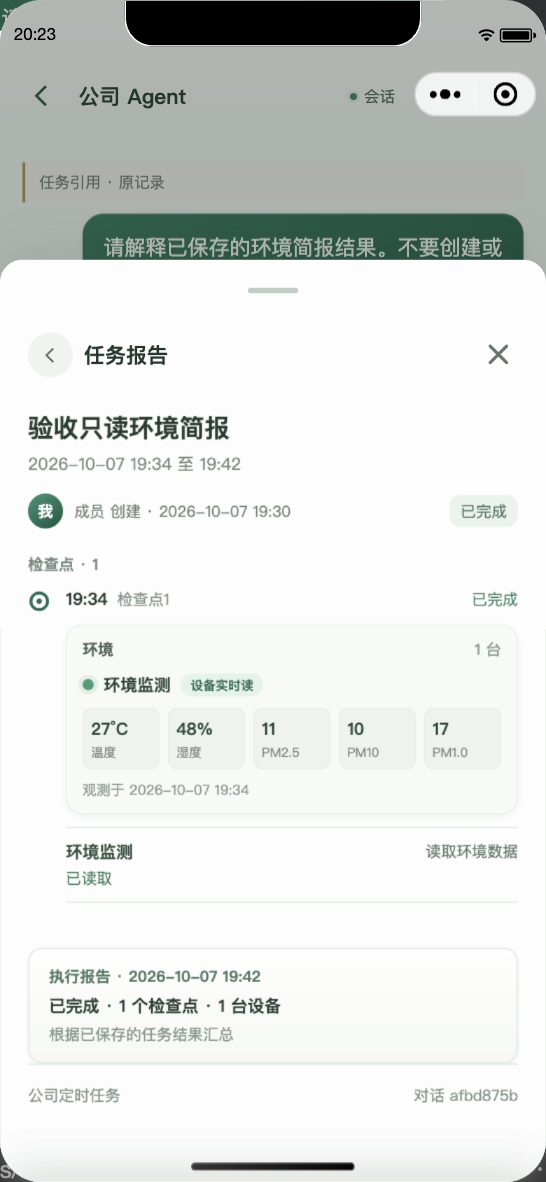 20:23
公司 Agent
会话
任务引用 · 原记录
请解释已保存的环境简报结果。不要创建或
任务报告
验收只读环境简报
2026-10-07 19:34 至 19:42
我 成员 创建 · 2026-10-07 19:30 已完成
检查点 · 1
19:34 检查点1 已完成
环境 1 台
环境监测 设备实时读
27°C 48% 11 10 17
温度 湿度 PM2.5 PM10 PM1.0
观测于 2026-10-07 19:34
环境监测 读取环境数据
已读取
执行报告 · 2026-10-07 19:42
已完成 · 1 个检查点 · 1 台设备
根据已保存的任务结果汇总
公司定时任务 对话 afbd875b